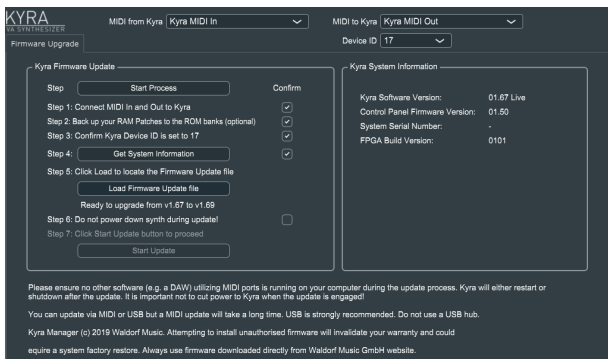 KYRA
VA SYNTHESIZER
MIDI from Kyra Kyra MIDI In
MIDI to Kyra Kyra MIDI Out
Device ID 17
Firmware Upgrade
Kyra Firmware Update
Step Start Process Confirm
Step 1: Connect MIDI In and Out to Kyra
Step 2: Back up your RAM Patches to the ROM banks (optional)
Step 3: Confirm Kyra Device ID is set to 17
Step 4: Get System Information
Step 5: Click Load to locate the Firmware Update file
Load Firmware Update file
Ready to upgrade from v1.67 to v1.69
Step 6: Do not power down synth during update!
Step 7: Click Start Update button to proceed
Start Update
Kyra System Information
Kyra Software Version: 01.67 Live
Control Panel Firmware Version: 01.50
System Serial Number: -
FPGA Build Version: 0101
Please ensure no other software (e.g. a DAW) utilizing MIDI ports is running on your computer during the update process. Kyra will either restart or
shutdown after the update. It is important not to cut power to Kyra when the update is engaged!
You can update via MIDI or USB but a MIDI update will take a long time. USB is strongly recommended. Do not use a USB hub.
Kyra Manager (c) 2019 Waldorf Music. Attempting to install unauthorised firmware will invalidate your warranty and could
equire a system factory restore. Always use firmware downloaded directly from Waldorf Music GmbH website.